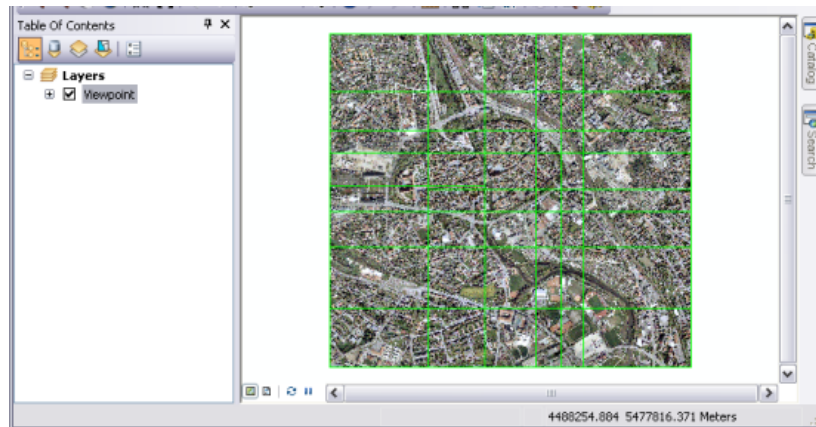 Table Of Contents
Layers
Viewpoint
Catalog
Search
4488254.884 5477816.371 Meters